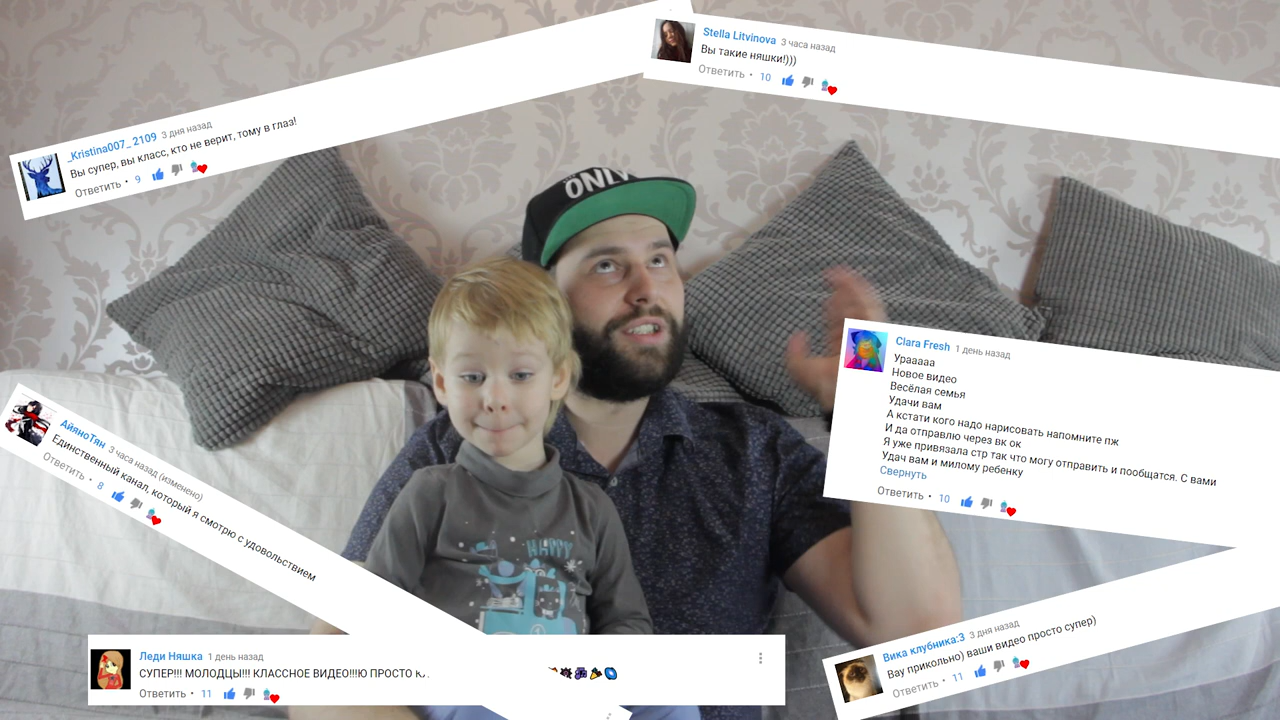 Stella Litvinova 3 часа назад
Вы такие няшки!)))
Ответить • 10
_Kristina007_ 2109 3 дня назад
Вы супер, вы класс, кто не верит, тому в глаз!
Ответить • 9
ONLY
Clara Fresh 1 день назад
Урааааа
Новое видео
Весёлая семья
Удачи вам
А кстати кого надо нарисовать напомните пж
И да отправлю через вк ок
Я уже привязала стр так что могу отправить и пообщатся. С вами
Удач вам и милому ребенку
Свернуть
Ответить • 10
АйяноТян 3 часа назад (изменено)
Единственный канал, который я смотрю с удовольствием
Ответить • 8
HAPPY
Леди Няшка 1 день назад
СУПЕР!!! МОЛОДЦЫ!!! КЛАССНОЕ ВИДЕО!!!Ю ПРОСТО
Ответить • 11
Вика клубника:3 3 дня назад
Вау прикольно) ваши видео просто супер)
Ответить • 11